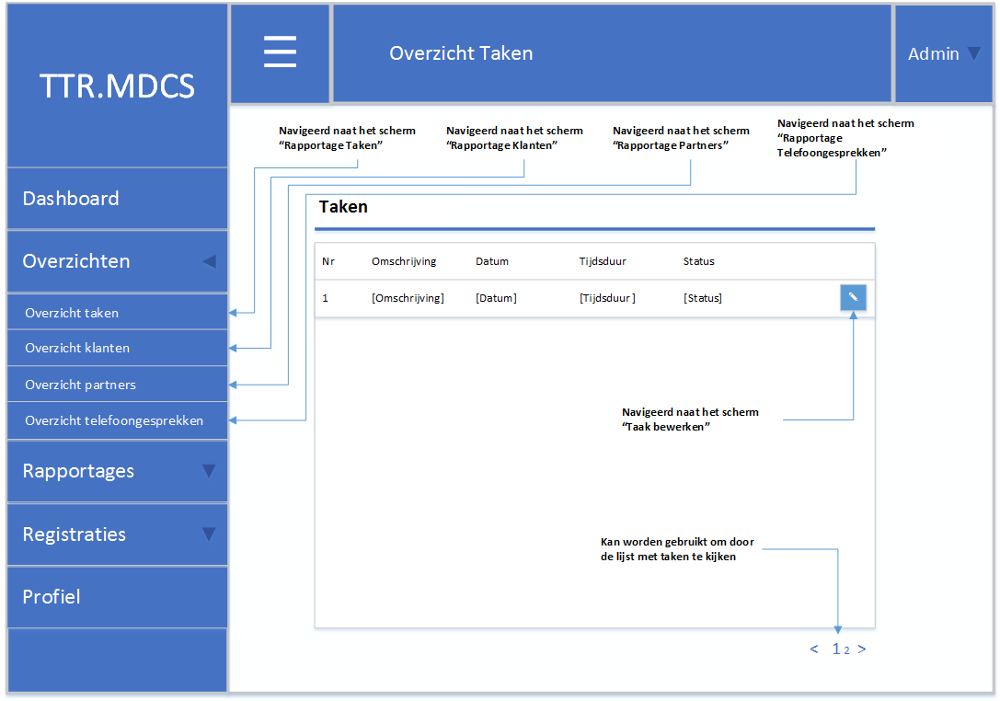 TTR.MDCS
Overzicht Taken
Admin
Dashboard
Overzichten
Overzicht taken
Overzicht klanten
Overzicht partners
Overzicht telefoongesprekken
Rapportages
Registraties
Profiel
Navigeerd naat het scherm
“Rapportage Taken”
Navigeerd naat het scherm
“Rapportage Klanten”
Navigeerd naat het scherm
“Rapportage Partners”
Navigeerd naat het scherm
“Rapportage
Telefoongesprekken”
Taken
Nr Omschrijving Datum Tijdsduur Status
1 [Omschrijving] [Datum] [Tijdsduur] [Status]
Navigeerd naat het scherm
“Taak bewerken”
Kan worden gebruikt om door
de lijst met taken te kijken
< 1 2 >